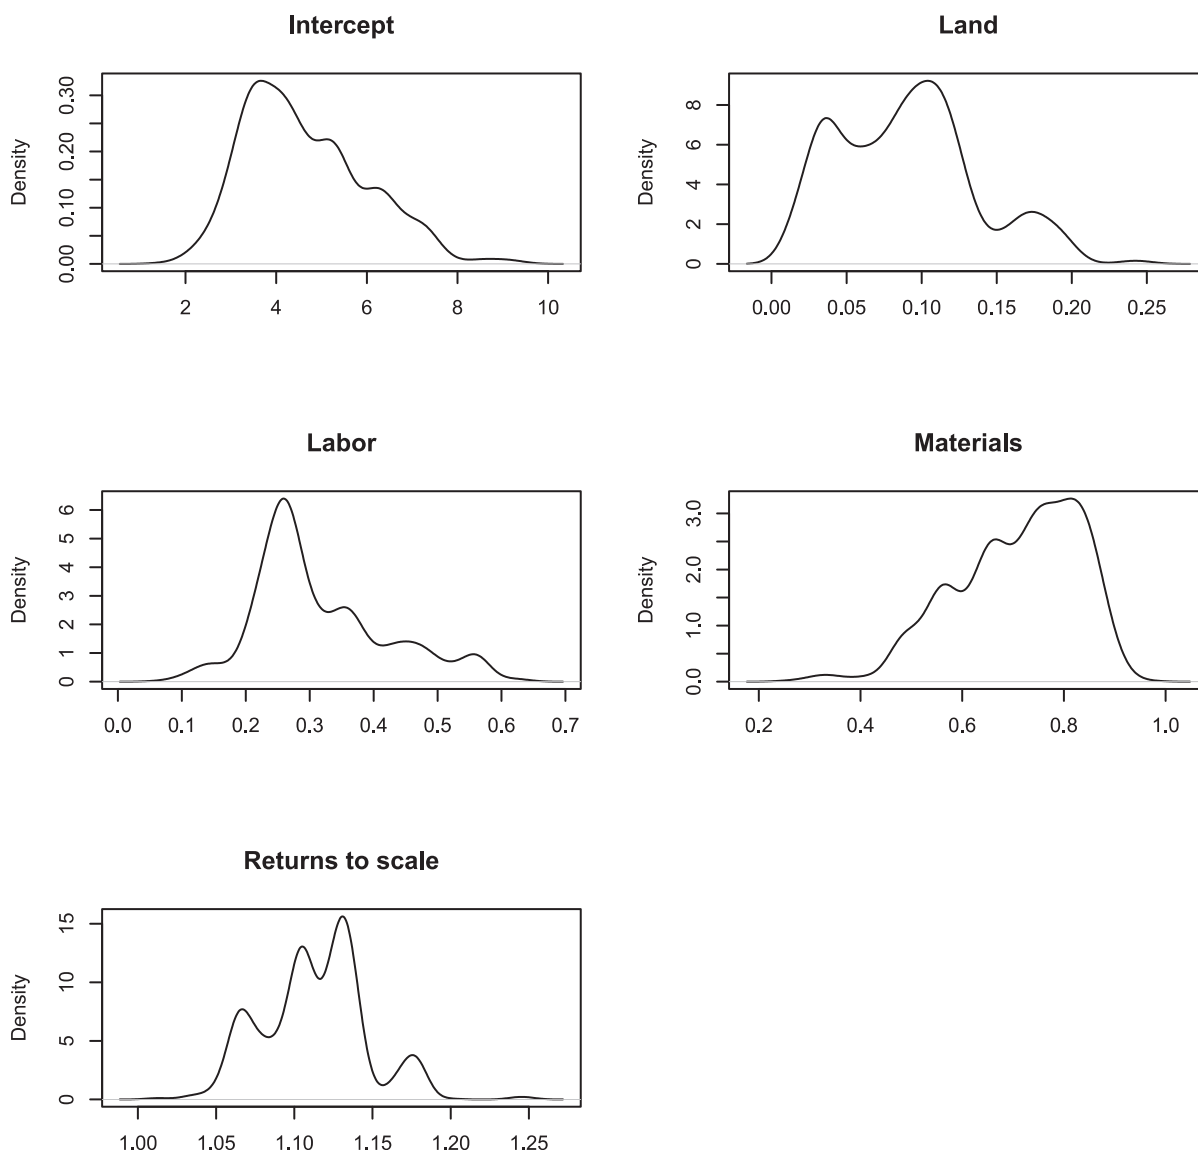 Intercept
Density
0.00 0.10 0.20 0.30
2 4 6 8 10
Land
Density
0 2 4 6 8
0.00 0.05 0.10 0.15 0.20 0.25
Labor
Density
0 1 2 3 4 5 6
0.0 0.1 0.2 0.3 0.4 0.5 0.6 0.7
Materials
Density
0.0 1.0 2.0 3.0
0.2 0.4 0.6 0.8 1.0
Returns to scale
Density
0 5 10 15
1.00 1.05 1.10 1.15 1.20 1.25